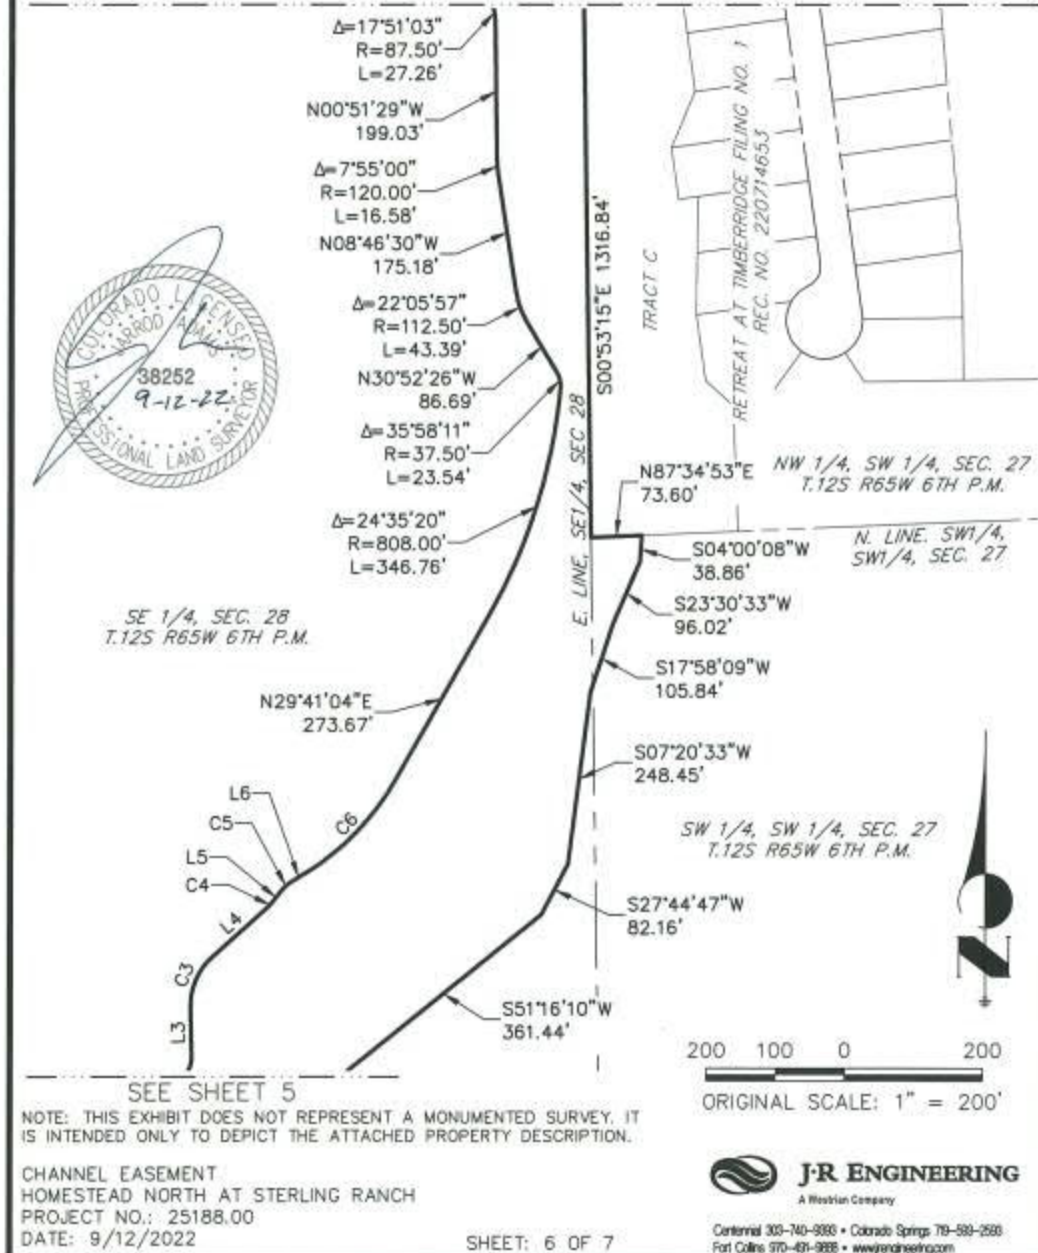 Δ=17°51'03"
R=87.50'
L=27.26'
N00°51'29"W
199.03'
Δ=7°55'00"
R=120.00'
L=16.58'
N08°46'30"W
175.18'
Δ=22°05'57"
R=112.50'
L=43.39'
N30°52'26"W
86.69'
Δ=35°58'11"
R=37.50'
L=23.54'
Δ=24°35'20"
R=808.00'
L=346.76'
COLORADO LICENSED
JARROD ADAMS
38252
9-12-22
PROFESSIONAL LAND SURVEYOR
S00°53'15"E 1316.84'
E. LINE, SE1/4, SEC 28
TRACT C
RETREAT AT TIMBERRIDGE FILING NO. 1
REC. NO. 220714653
NW 1/4, SW 1/4, SEC. 27
T.12S R65W 6TH P.M.
N87°34'53"E
73.60'
N. LINE. SW1/4,
SW1/4, SEC. 27
S04°00'08"W
38.86'
S23°30'33"W
96.02'
S17°58'09"W
105.84'
SE 1/4, SEC. 28
T.12S R65W 6TH P.M.
N29°41'04"E
273.67'
S07°20'33"W
248.45'
SW 1/4, SW 1/4, SEC. 27
T.12S R65W 6TH P.M.
L6
C5
C6
L5
C4
L4
C3
L3
S27°44'47"W
82.16'
S51°16'10"W
361.44'
N
200 100 0 200
ORIGINAL SCALE: 1" = 200'
SEE SHEET 5
NOTE: THIS EXHIBIT DOES NOT REPRESENT A MONUMENTED SURVEY. IT
IS INTENDED ONLY TO DEPICT THE ATTACHED PROPERTY DESCRIPTION.
CHANNEL EASEMENT
HOMESTEAD NORTH AT STERLING RANCH
PROJECT NO.: 25188.00
DATE: 9/12/2022
SHEET: 6 OF 7
J·R ENGINEERING
A Westrian Company
Centennial 303-740-9393 • Colorado Springs 719-593-2593
Fort Collins 970-491-9888 • www.jrengineering.com